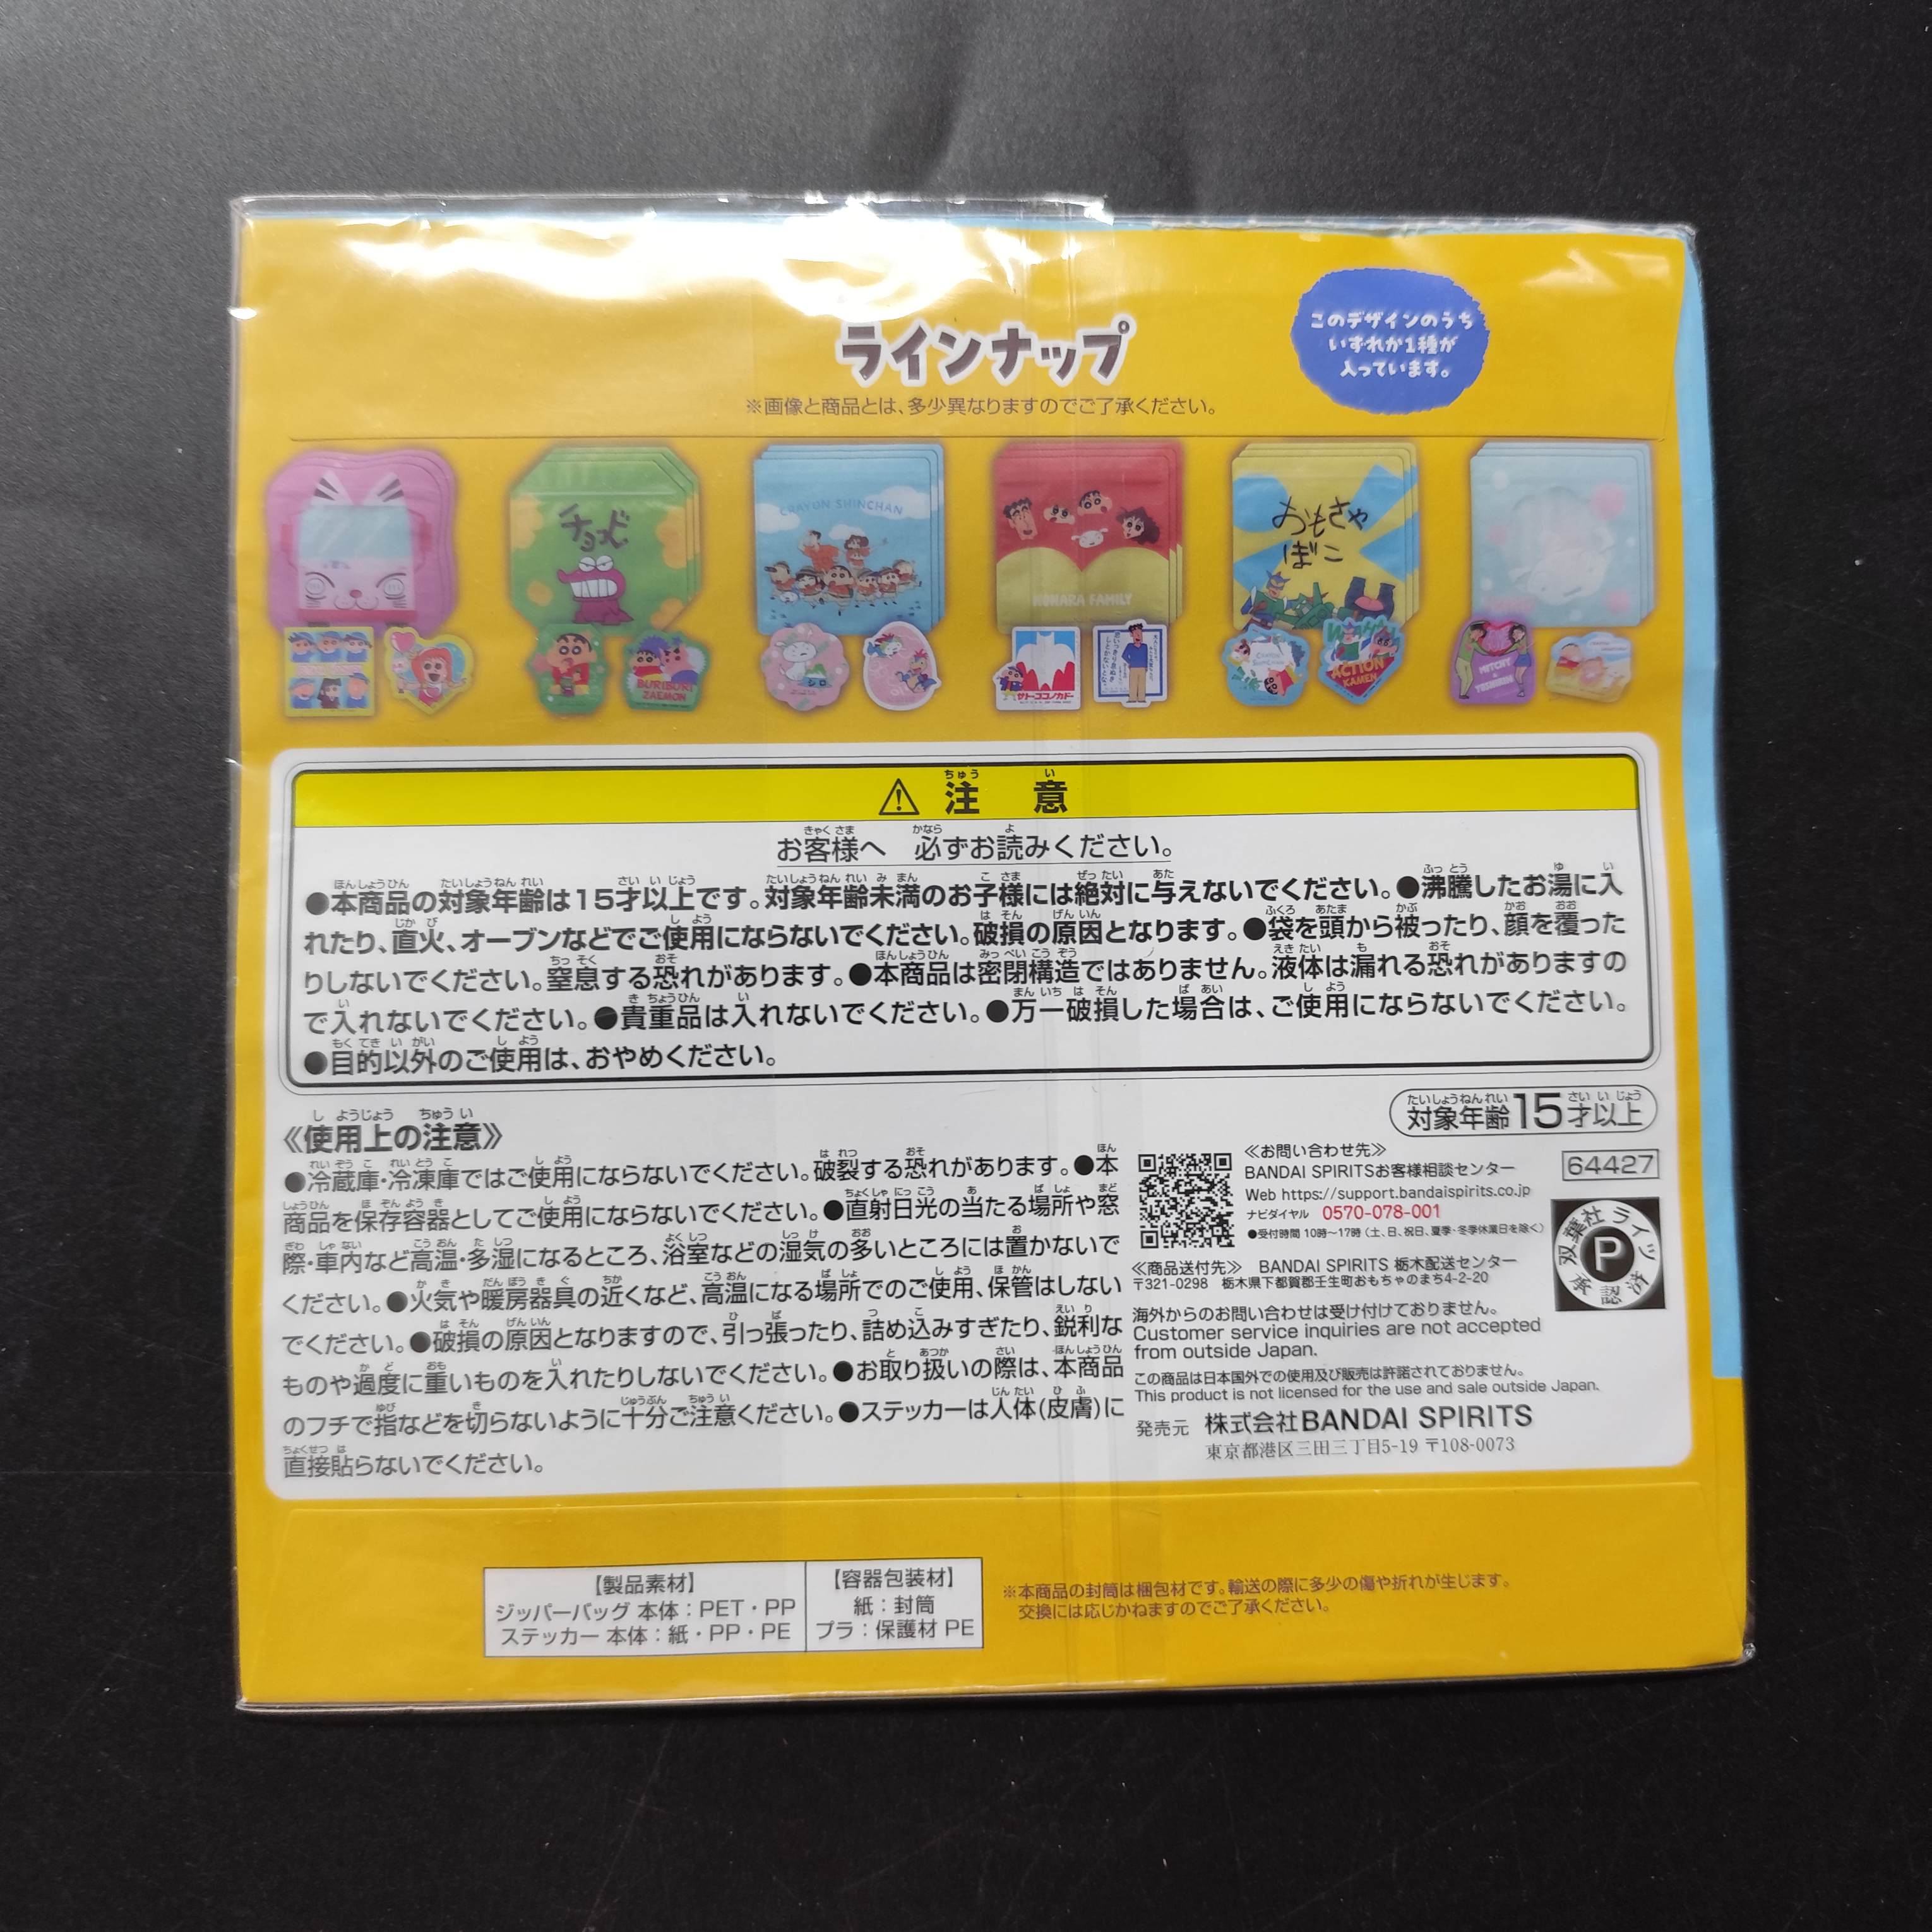 ラインナップ
※画像と商品とは、多少異なりますのでご了承ください。
このデザインのうち
いずれか1種が
入っています。
チョコビ
CRAYON SHINCHAN
NOHARA FAMILY
おもちゃ
ばこ
BURIBURI
ZAEMON
サトーココノカドー
ACTION
KAMEN
MITCHY
&
YOSHIRIN
⚠ 注意
お客様へ 必ずお読みください。
●本商品の対象年齢は15才以上です。対象年齢未満のお子様には絶対に与えないでください。●沸騰したお湯に入
れたり、直火、オーブンなどでご使用にならないでください。破損の原因となります。●袋を頭から被ったり、顔を覆った
りしないでください。窒息する恐れがあります。●本商品は密閉構造ではありません。液体は漏れる恐れがありますの
で入れないでください。●貴重品は入れないでください。●万一破損した場合は、ご使用にならないでください。
●目的以外のご使用は、おやめください。
対象年齢15才以上
《使用上の注意》
●冷蔵庫・冷凍庫ではご使用にならないでください。破裂する恐れがあります。●本
商品を保存容器としてご使用にならないでください。●直射日光の当たる場所や窓
際・車内など高温・多湿になるところ、浴室などの湿気の多いところには置かないで
ください。●火気や暖房器具の近くなど、高温になる場所でのご使用、保管はしない
でください。●破損の原因となりますので、引っ張ったり、詰め込みすぎたり、鋭利な
ものや過度に重いものを入れたりしないでください。●お取り扱いの際は、本商品
のフチで指などを切らないように十分ご注意ください。●ステッカーは人体(皮膚)に
直接貼らないでください。
≪お問い合わせ先≫
BANDAI SPIRITSお客様相談センター
Web https://support.bandaispirits.co.jp
ナビダイヤル 0570-078-001
●受付時間 10時〜17時(土、日、祝日、夏季・冬季休業日を除く)
64427
双葉社ライツ
P
承認済
≪商品送付先≫ BANDAI SPIRITS 栃木配送センター
〒321-0298 栃木県下都賀郡壬生町おもちゃのまち4-2-20
海外からのお問い合わせは受け付けておりません。
Customer service inquiries are not accepted
from outside Japan.
この商品は日本国外での使用及び販売は許諾されておりません。
This product is not licensed for the use and sale outside Japan.
発売元 株式会社BANDAI SPIRITS
東京都港区三田三丁目5-19 〒108-0073
【製品素材】
ジッパーバッグ 本体:PET・PP
ステッカー 本体:紙・PP・PE
【容器包装材】
紙:封筒
プラ:保護材 PE
※本商品の封筒は梱包材です。輸送の際に多少の傷や折れが生じます。
交換には応じかねますのでご了承ください。